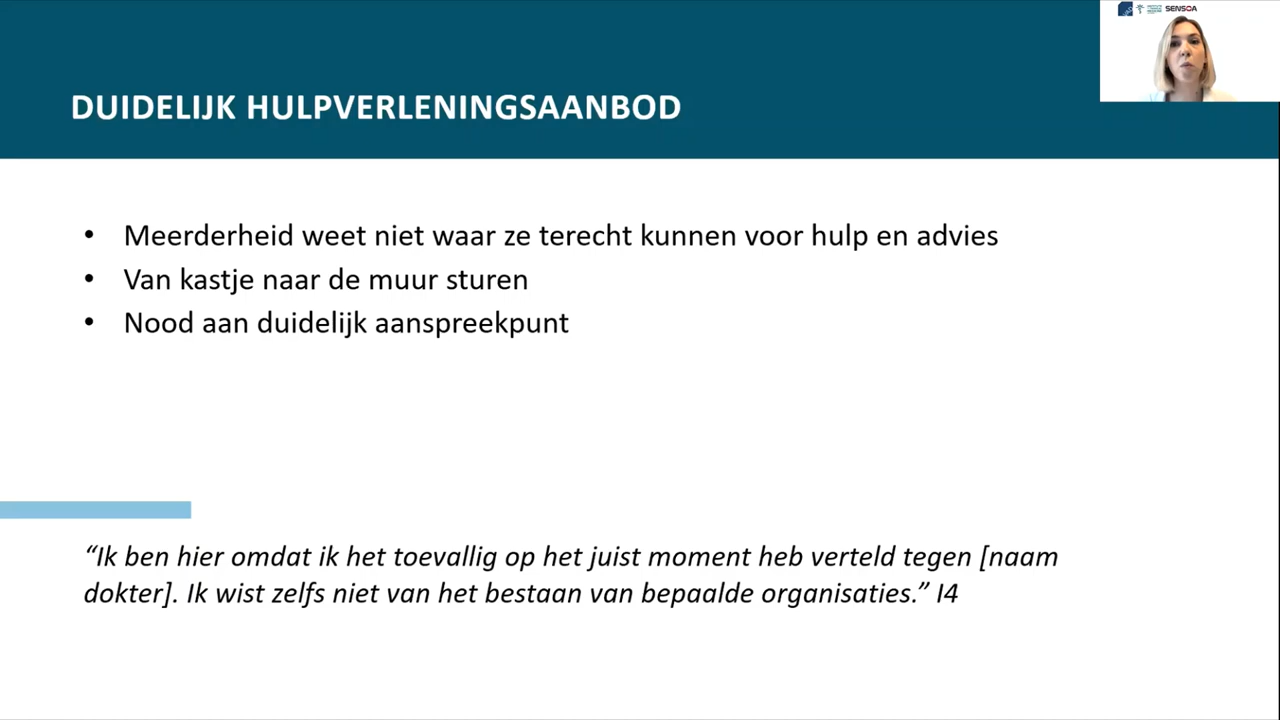 SENSOA
DUIDELIJK HULPVERLENINGSAANBOD
• Meerderheid weet niet waar ze terecht kunnen voor hulp en advies
• Van kastje naar de muur sturen
• Nood aan duidelijk aanspreekpunt
“Ik ben hier omdat ik het toevallig op het juist moment heb verteld tegen [naam
dokter]. Ik wist zelfs niet van het bestaan van bepaalde organisaties.” I4